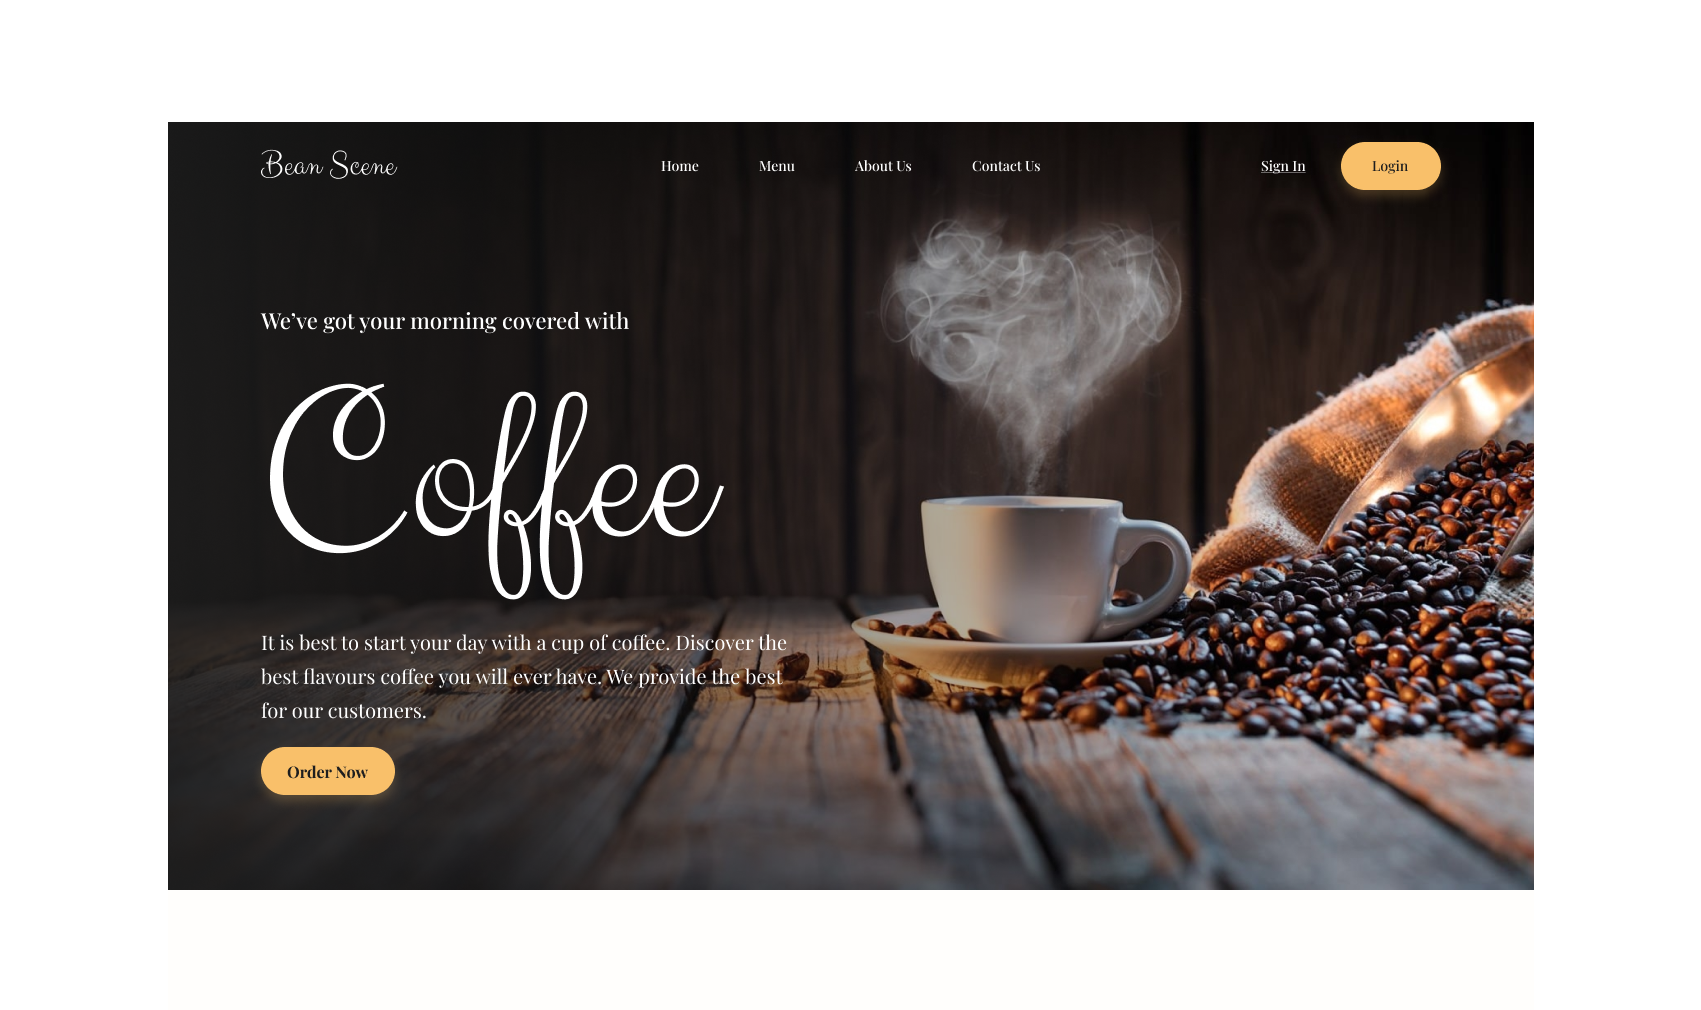 Bean Scene
Home
Menu
About Us
Contact Us
Sign In
Login
We’ve got your morning covered with
Coffee
It is best to start your day with a cup of coffee. Discover the
best flavours coffee you will ever have. We provide the best
for our customers.
Order Now